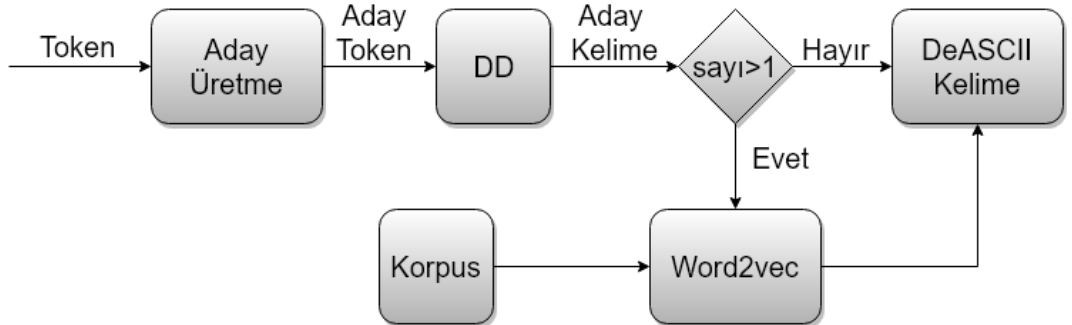 Token
Aday
Üretme
Aday
Token
DD
Aday
Kelime
sayı>1
Hayır
DeASCII
Kelime
Evet
Korpus
Word2vec